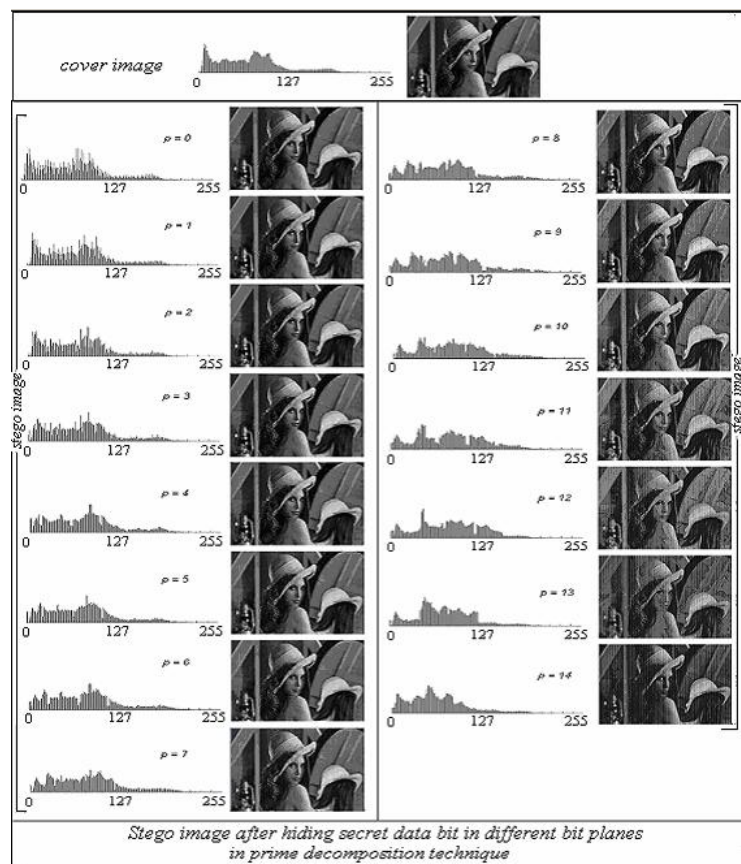 cover image
0 127 255
p = 0
0 127 255
p = 1
0 127 255
p = 2
0 127 255
p = 3
0 127 255
p = 4
0 127 255
p = 5
0 127 255
p = 6
0 127 255
p = 7
0 127 255
stego image
p = 8
0 127 255
p = 9
0 127 255
p = 10
0 127 255
p = 11
0 127 255
p = 12
0 127 255
p = 13
0 127 255
p = 14
0 127 255
stego image
Stego image after hiding secret data bit in different bit planes
in prime decomposition technique